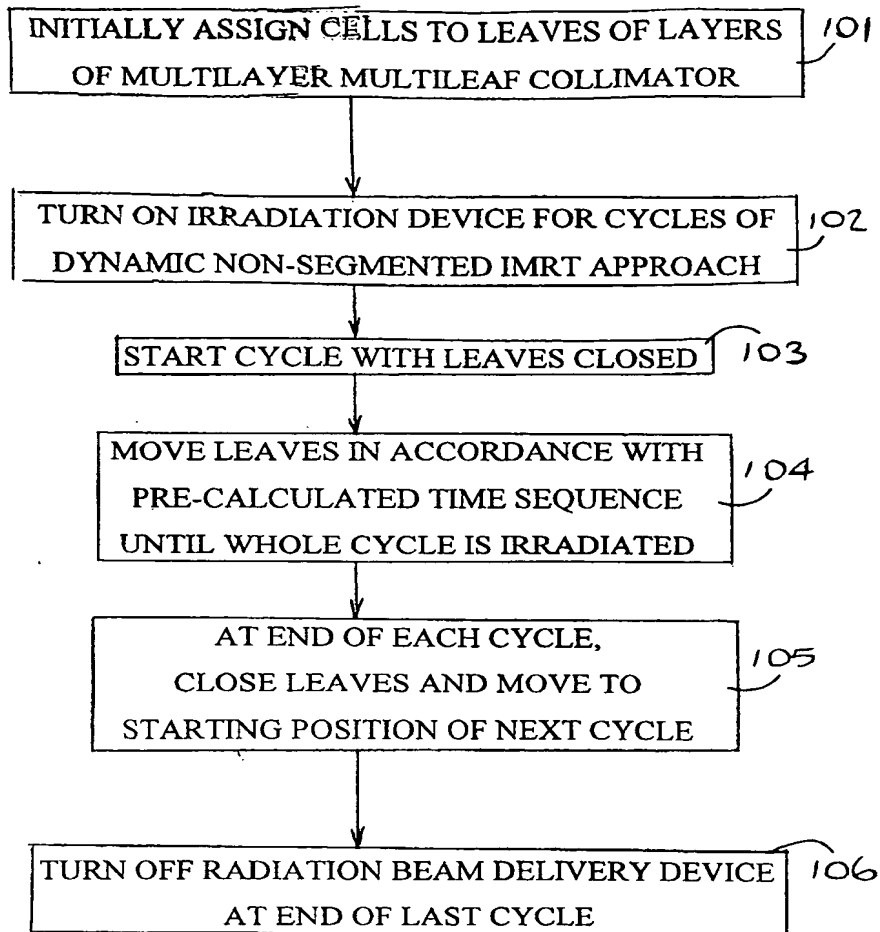 INITIALLY ASSIGN CELLS TO LEAVES OF LAYERS
OF MULTILAYER MULTILEAF COLLIMATOR
101
TURN ON IRRADIATION DEVICE FOR CYCLES OF
DYNAMIC NON-SEGMENTED IMRT APPROACH
102
START CYCLE WITH LEAVES CLOSED
103
MOVE LEAVES IN ACCORDANCE WITH
PRE-CALCULATED TIME SEQUENCE
UNTIL WHOLE CYCLE IS IRRADIATED
104
AT END OF EACH CYCLE,
CLOSE LEAVES AND MOVE TO
STARTING POSITION OF NEXT CYCLE
105
TURN OFF RADIATION BEAM DELIVERY DEVICE
AT END OF LAST CYCLE
106